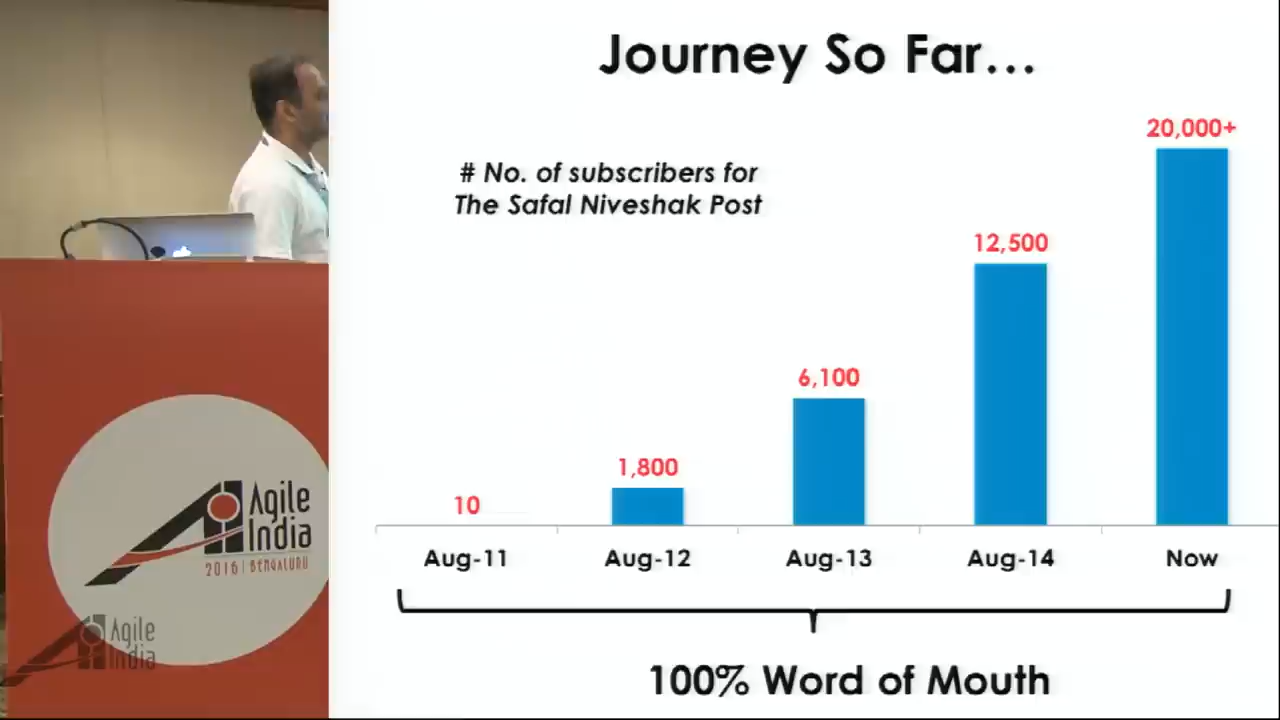 Journey So Far...
# No. of subscribers for
The Safal Niveshak Post
20,000+
12,500
6,100
1,800
10
Aug-11
Aug-12
Aug-13
Aug-14
Now
100% Word of Mouth
Agile
India
2016 | BENGALURU
Agile
India